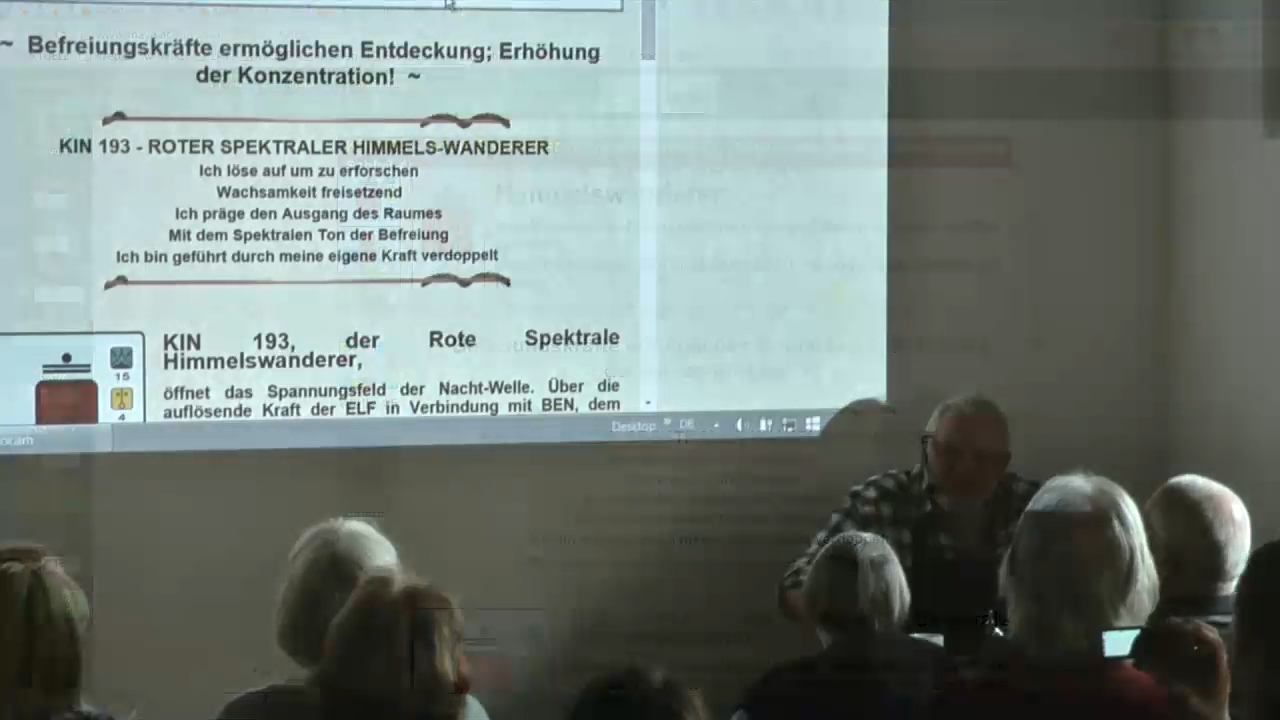 ~ Befreiungskräfte ermöglichen Entdeckung; Erhöhung
der Konzentration! ~
KIN 193 - ROTER SPEKTRALER HIMMELS-WANDERER
Ich löse auf um zu erforschen
Wachsamkeit freisetzend
Ich präge den Ausgang des Raumes
Mit dem Spektralen Ton der Befreiung
Ich bin geführt durch meine eigene Kraft verdoppelt
KIN 193, der Rote Spektrale
Himmelswanderer,
öffnet das Spannungsfeld der Nacht-Welle. Über die
auflösende Kraft der ELF in Verbindung mit BEN, dem
15
4
Desktop
DE
Himmelswanderer